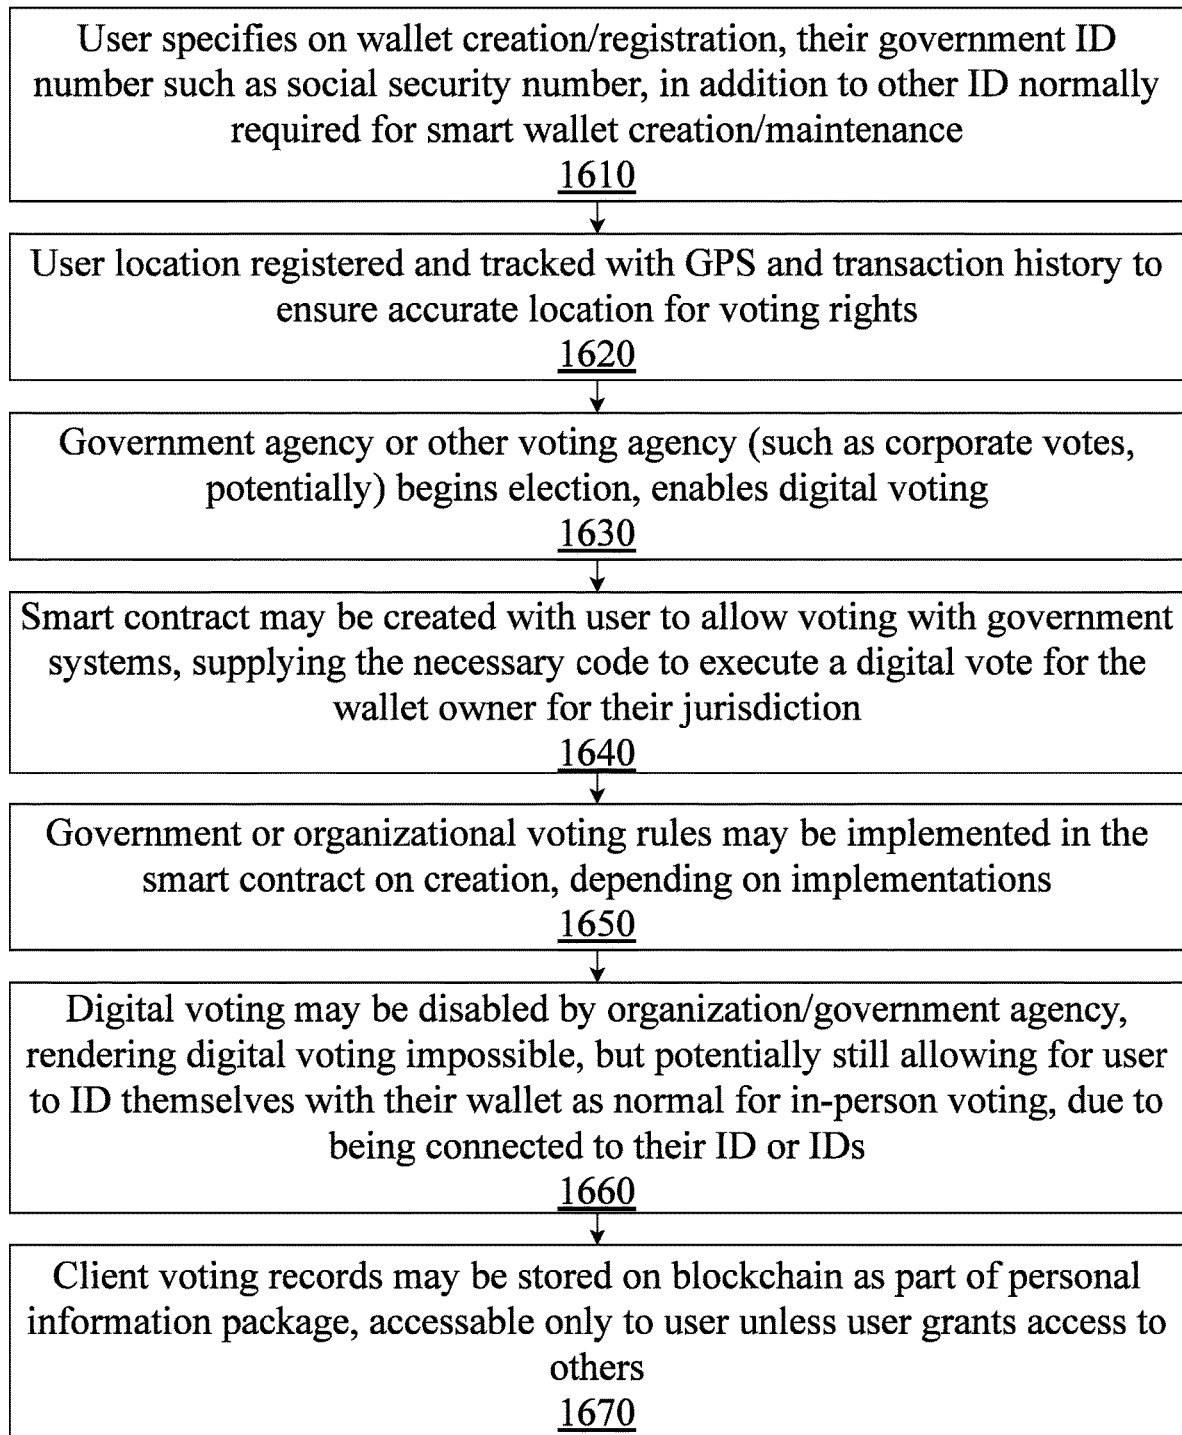 User specifies on wallet creation/registration, their government ID
number such as social security number, in addition to other ID normally
required for smart wallet creation/maintenance
1610
User location registered and tracked with GPS and transaction history to
ensure accurate location for voting rights
1620
Government agency or other voting agency (such as corporate votes,
potentially) begins election, enables digital voting
1630
Smart contract may be created with user to allow voting with government
systems, supplying the necessary code to execute a digital vote for the
wallet owner for their jurisdiction
1640
Government or organizational voting rules may be implemented in the
smart contract on creation, depending on implementations
1650
Digital voting may be disabled by organization/government agency,
rendering digital voting impossible, but potentially still allowing for user
to ID themselves with their wallet as normal for in-person voting, due to
being connected to their ID or IDs
1660
Client voting records may be stored on blockchain as part of personal
information package, accessable only to user unless user grants access to
others
1670